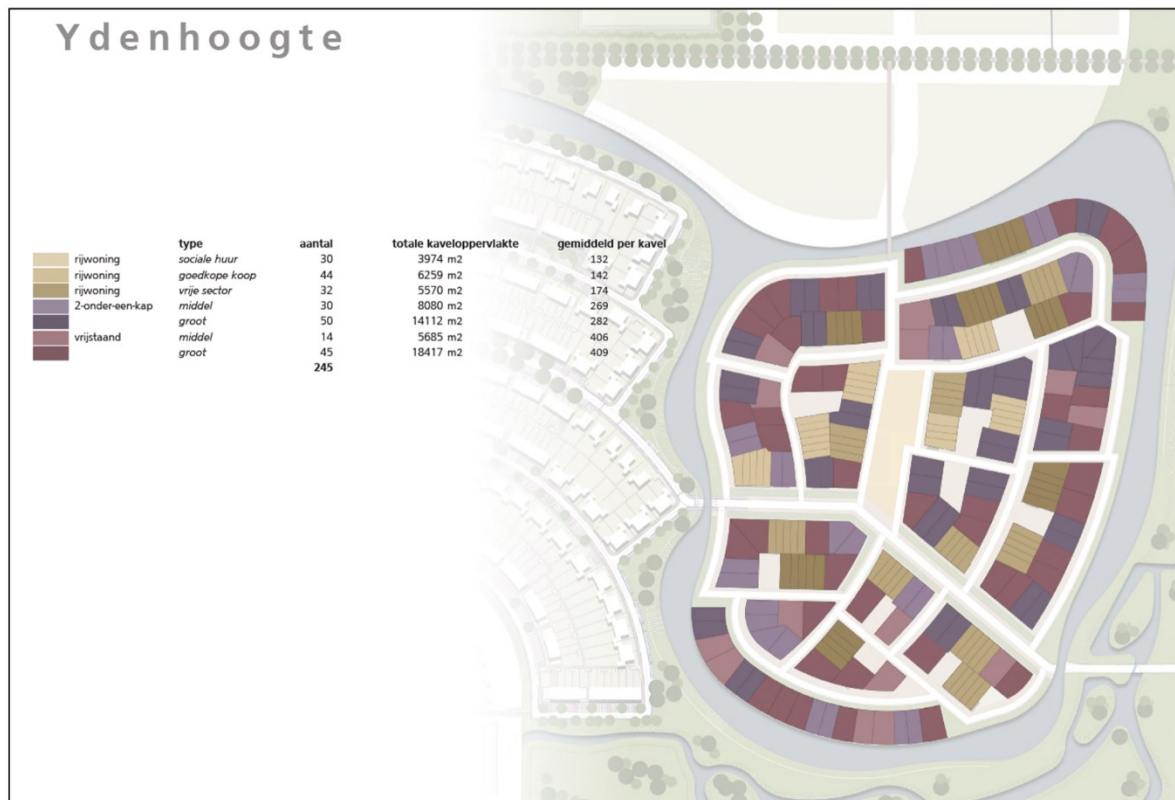 Ydenhoogte
type aantal totale kaveloppervlakte gemiddeld per kavel
rijwoning sociale huur 30 3974 m2 132
rijwoning goedkope koop 44 6259 m2 142
rijwoning vrije sector 32 5570 m2 174
2-onder-een-kap middel 30 8080 m2 269
groot 50 14112 m2 282
vrijstaand middel 14 5685 m2 406
groot 45 18417 m2 409
245